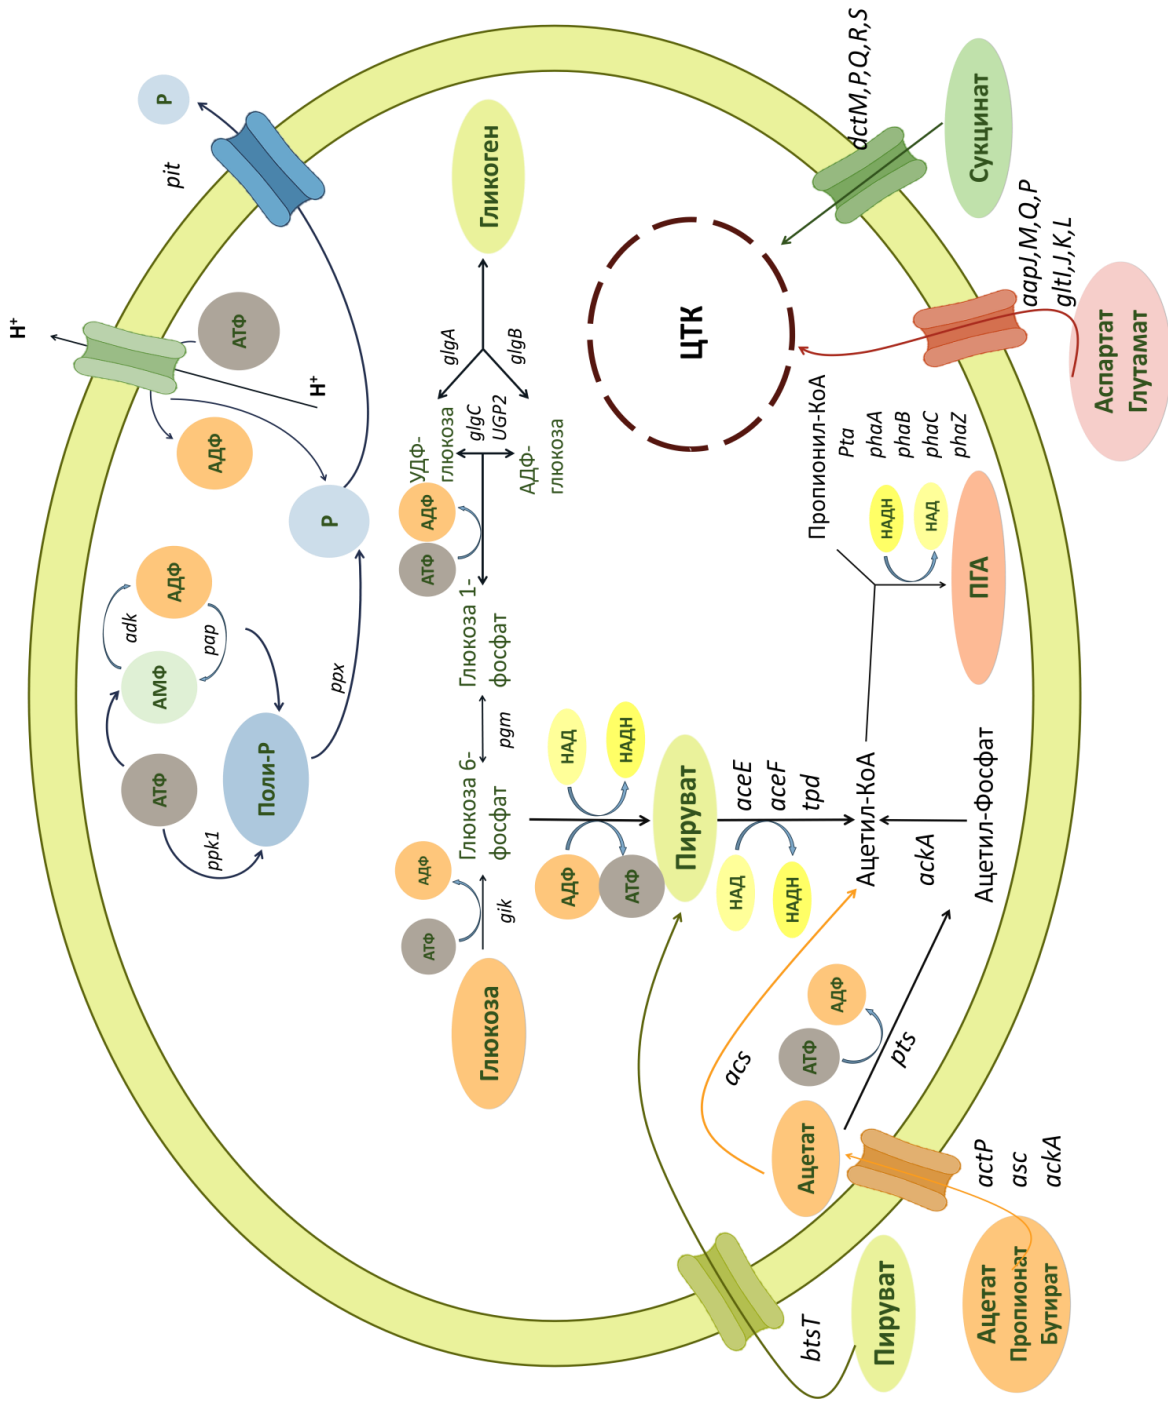 H⁺
P
pit
АТФ
H⁺
АДФ
P
adk
АДФ
pap
АМФ
АТФ
ppk1
Поли-Р
ppx
Глюкоза
АТФ
АДФ
gik
Глюкоза 6-
фосфат
pgm
Глюкоза 1-
фосфат
АТФ
АДФ
УДФ-
глюкоза
glgC
UGP2
АДФ-
глюкоза
glgA
glgB
Гликоген
НАД
НАДН
АДФ
АТФ
Пируват
НАД
НАДН
aceE
aceF
tpd
Ацетил-КоА
ackA
Ацетил-Фосфат
acs
АТФ
АДФ
pts
Ацетат
Пропионил-КоА
Pta
phaA
phaB
phaC
phaZ
НАДН
НАД
ПГА
ЦТК
dctM,P,Q,R,S
Сукцинат
aapJ,M,Q,P
gltI,J,K,L
Аспартат
Глутамат
actP
asc
ackA
Ацетат
Пропионат
Бутират
btsT
Пируват